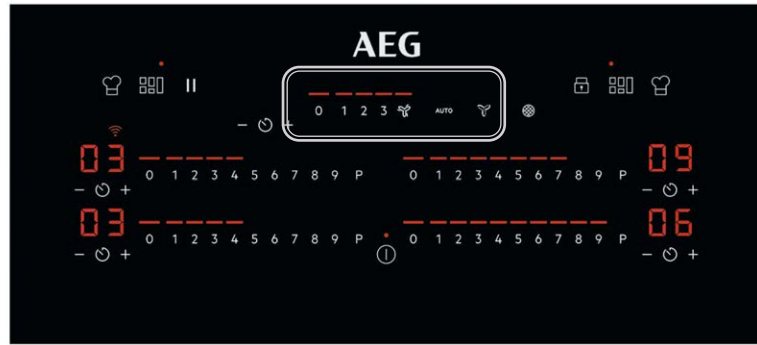 AEG
0 1 2 3 AUTO
- +
03 0 1 2 3 4 5 6 7 8 9 P 0 1 2 3 4 5 6 7 8 9 P 09
- + - +
03 0 1 2 3 4 5 6 7 8 9 P 0 1 2 3 4 5 6 7 8 9 P 06
- + - +